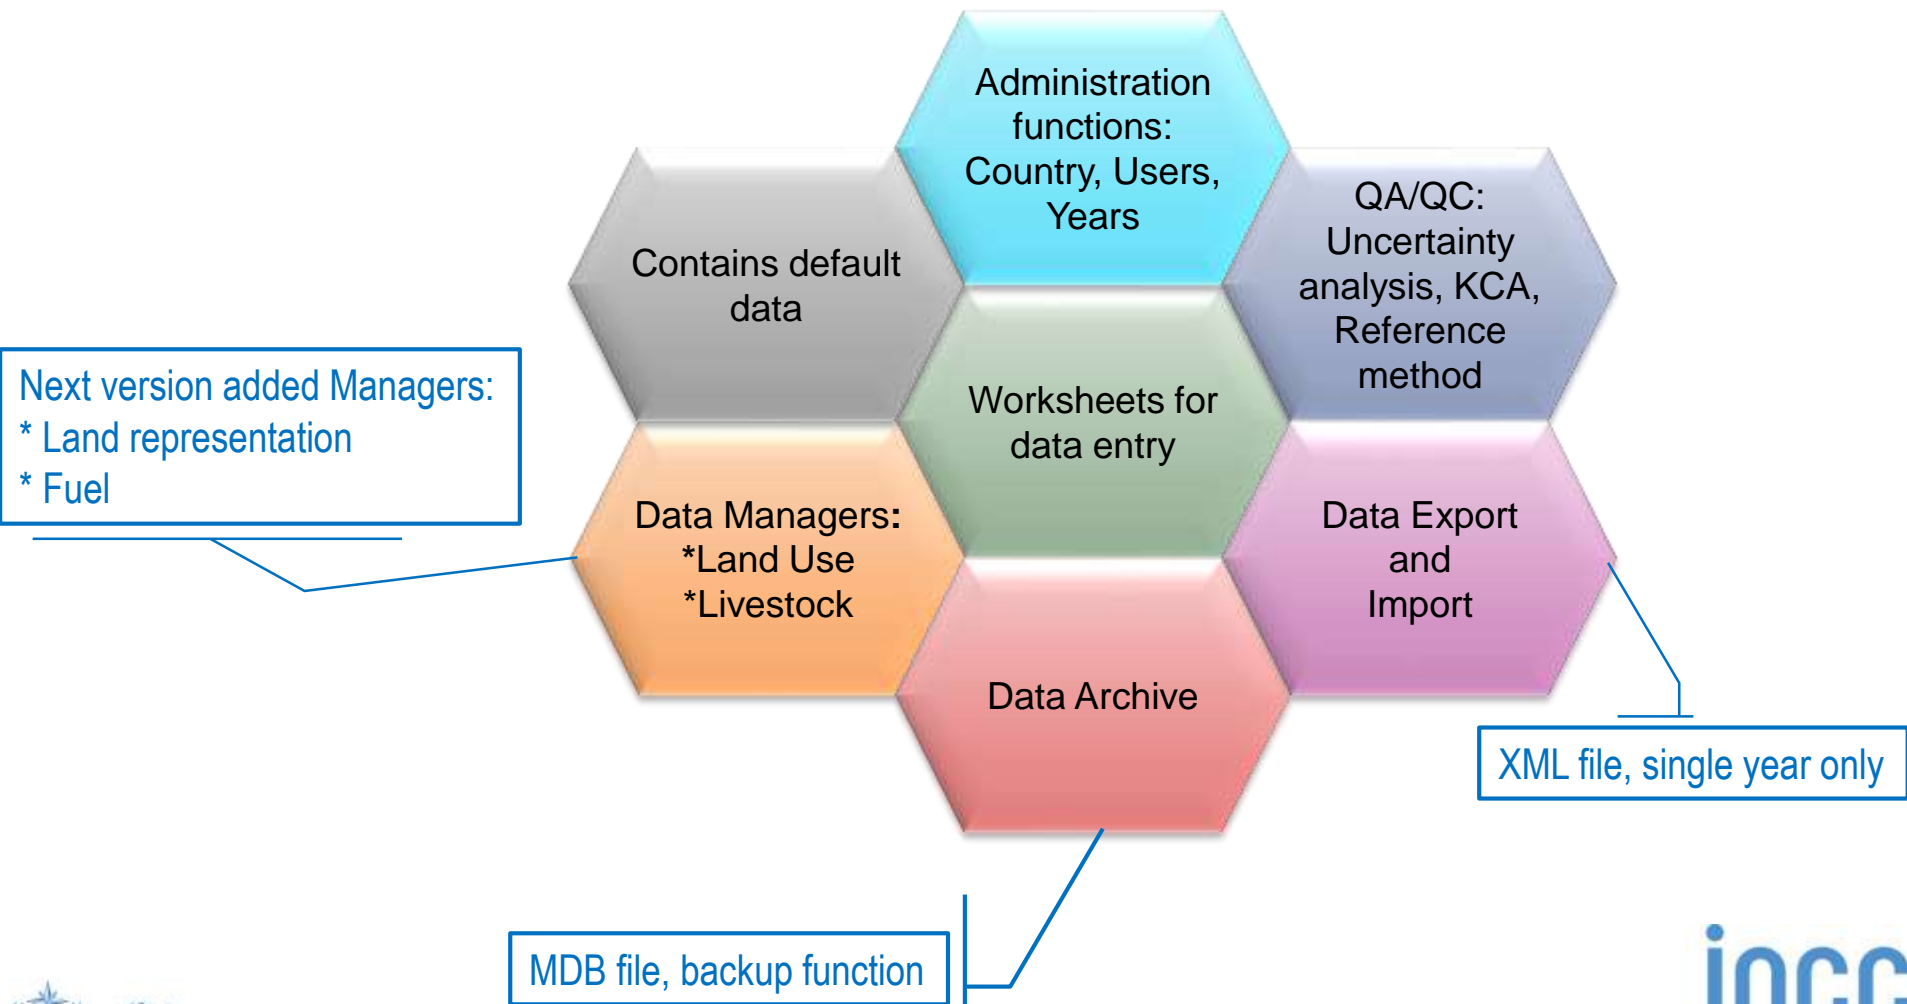 Administration
functions:
Country, Users,
Years
Contains default
data
QA/QC:
Uncertainty
analysis, KCA,
Reference
method
Next version added Managers:
* Land representation
* Fuel
Worksheets for
data entry
Data Managers:
*Land Use
*Livestock
Data Export
and
Import
Data Archive
XML file, single year only
MDB file, backup function